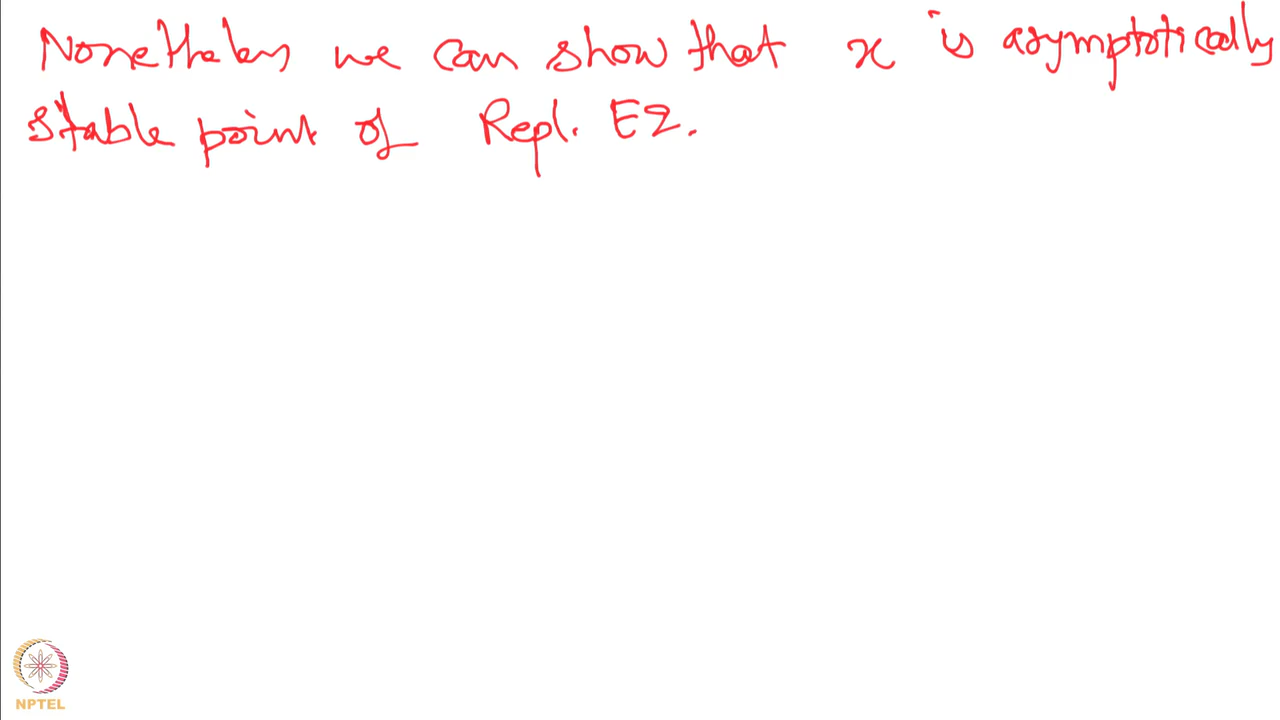 Nonetheless we can show that x is asymptotically
stable point of Repl. EQ.
NPTEL